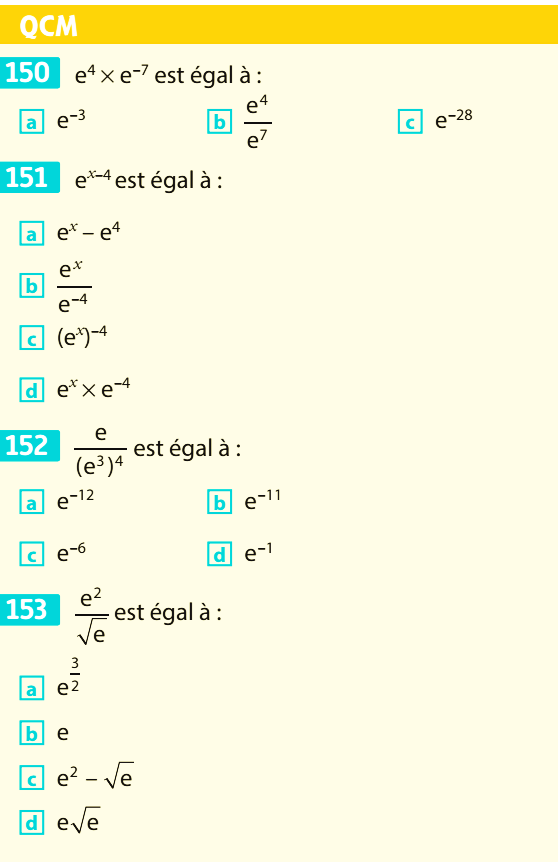 QCM
150 e⁴ × e⁻⁷ est égal à :
a e⁻³ b e⁴/e⁷ c e⁻²⁸
151 eˣ⁻⁴ est égal à :
a eˣ – e⁴
b eˣ/e⁻⁴
c (eˣ)⁻⁴
d eˣ × e⁻⁴
152 e/(e³)⁴ est égal à :
a e⁻¹² b e⁻¹¹
c e⁻⁶ d e⁻¹
153 e²/√e est égal à :
a e^(3/2)
b e
c e² – √e
d e√e